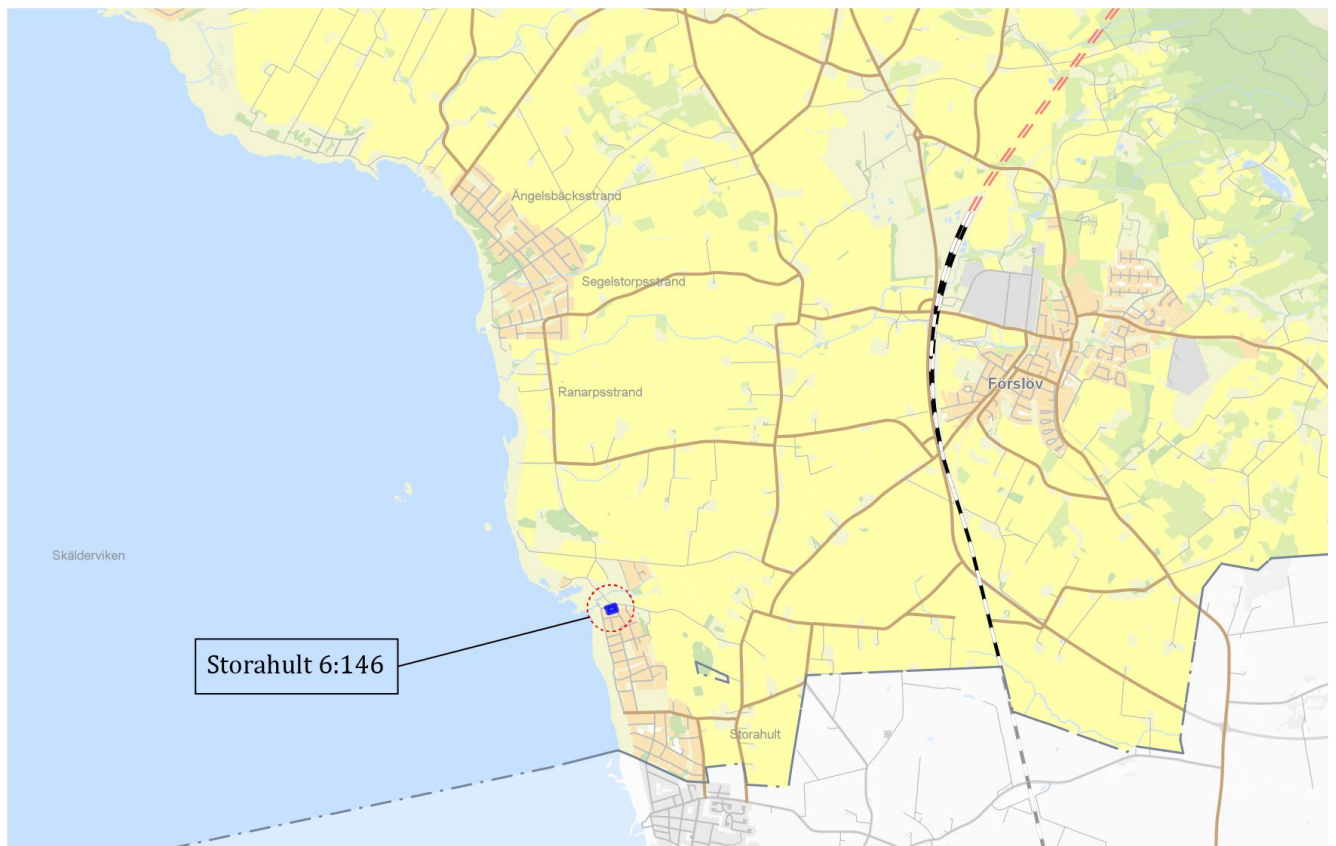 Ängelsbäcksstrand
Segelstorpsstrand
Ranarpsstrand
Förslöv
Skälderviken
Storahult 6:146
Storahult